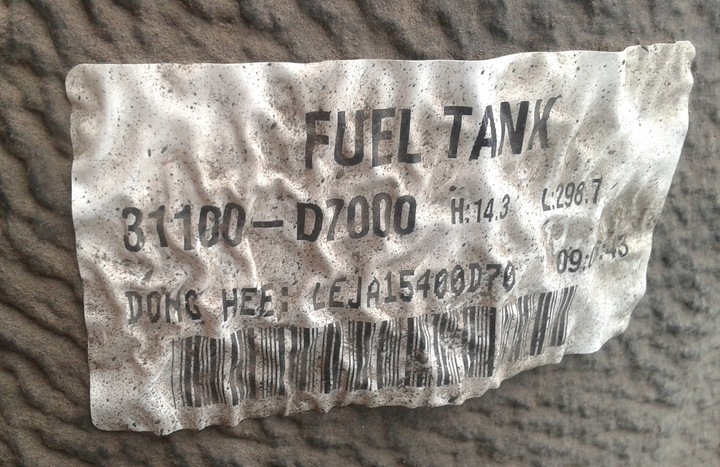 FUEL TANK
31100-D7000 H:14.3 L:298.7
DONG HEE: LEJA15400D70